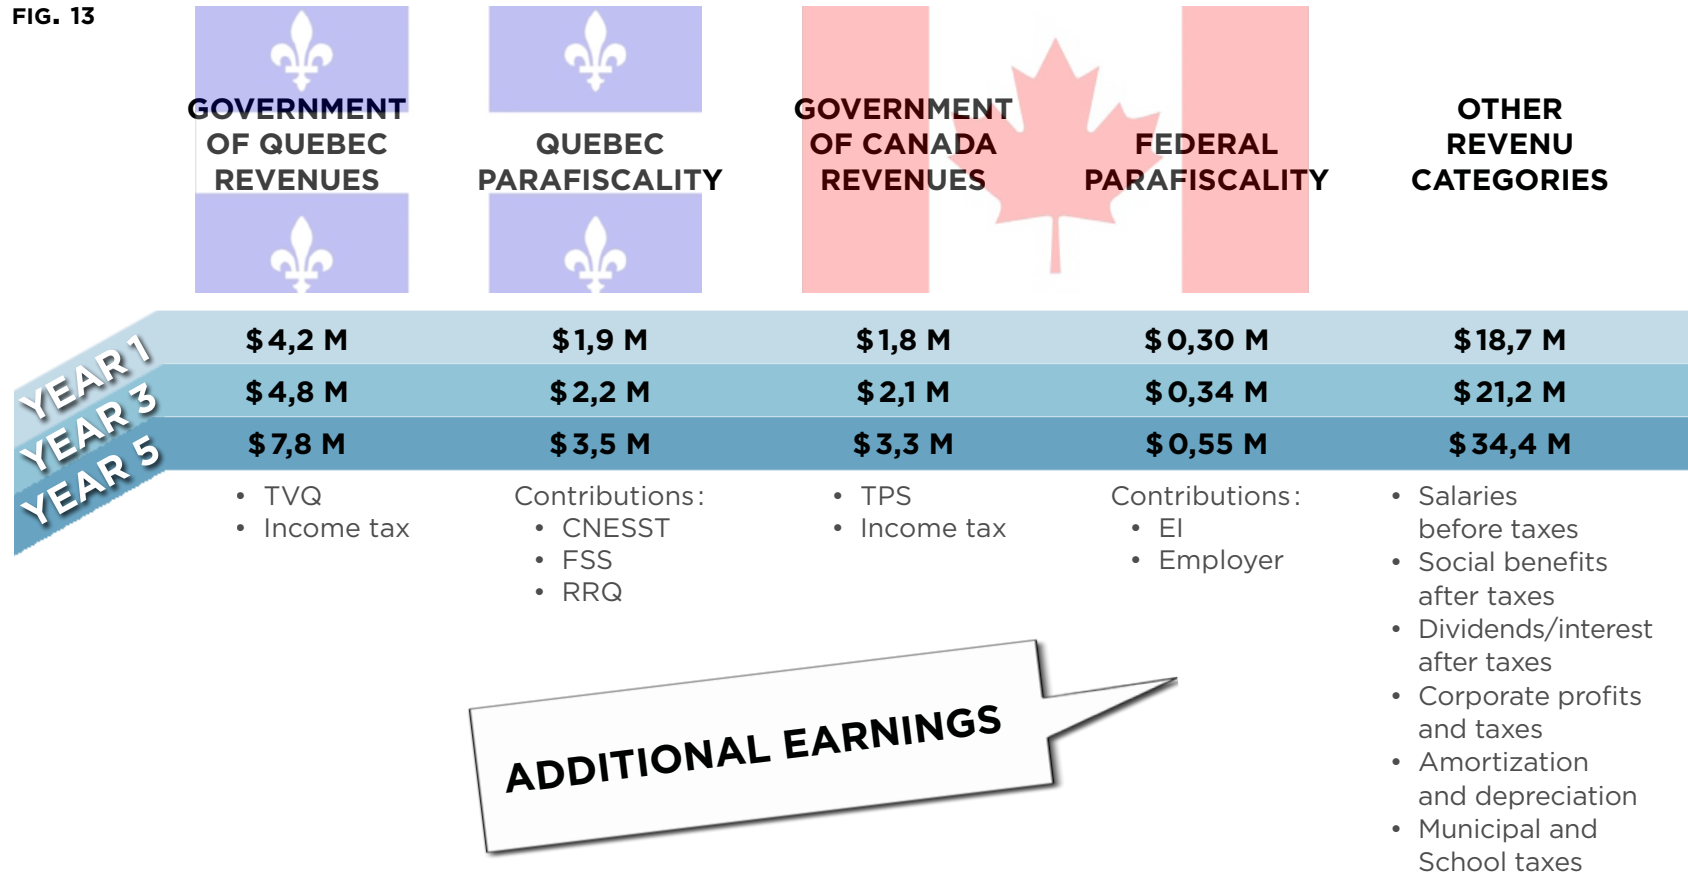 FIG. 13
GOVERNMENT
OF QUEBEC
REVENUES
QUEBEC
PARAFISCALITY
GOVERNMENT
OF CANADA
REVENUES
FEDERAL
PARAFISCALITY
OTHER
REVENU
CATEGORIES
YEAR 1 $4,2 M $1,9 M $1,8 M $0,30 M $18,7 M
YEAR 3 $4,8 M $2,2 M $2,1 M $0,34 M $21,2 M
YEAR 5 $7,8 M $3,5 M $3,3 M $0,55 M $34,4 M
• TVQ
• Income tax
Contributions:
• CNESST
• FSS
• RRQ
• TPS
• Income tax
Contributions:
• EI
• Employer
• Salaries
before taxes
• Social benefits
after taxes
• Dividends/interest
after taxes
• Corporate profits
and taxes
• Amortization
and depreciation
• Municipal and
School taxes
ADDITIONAL EARNINGS